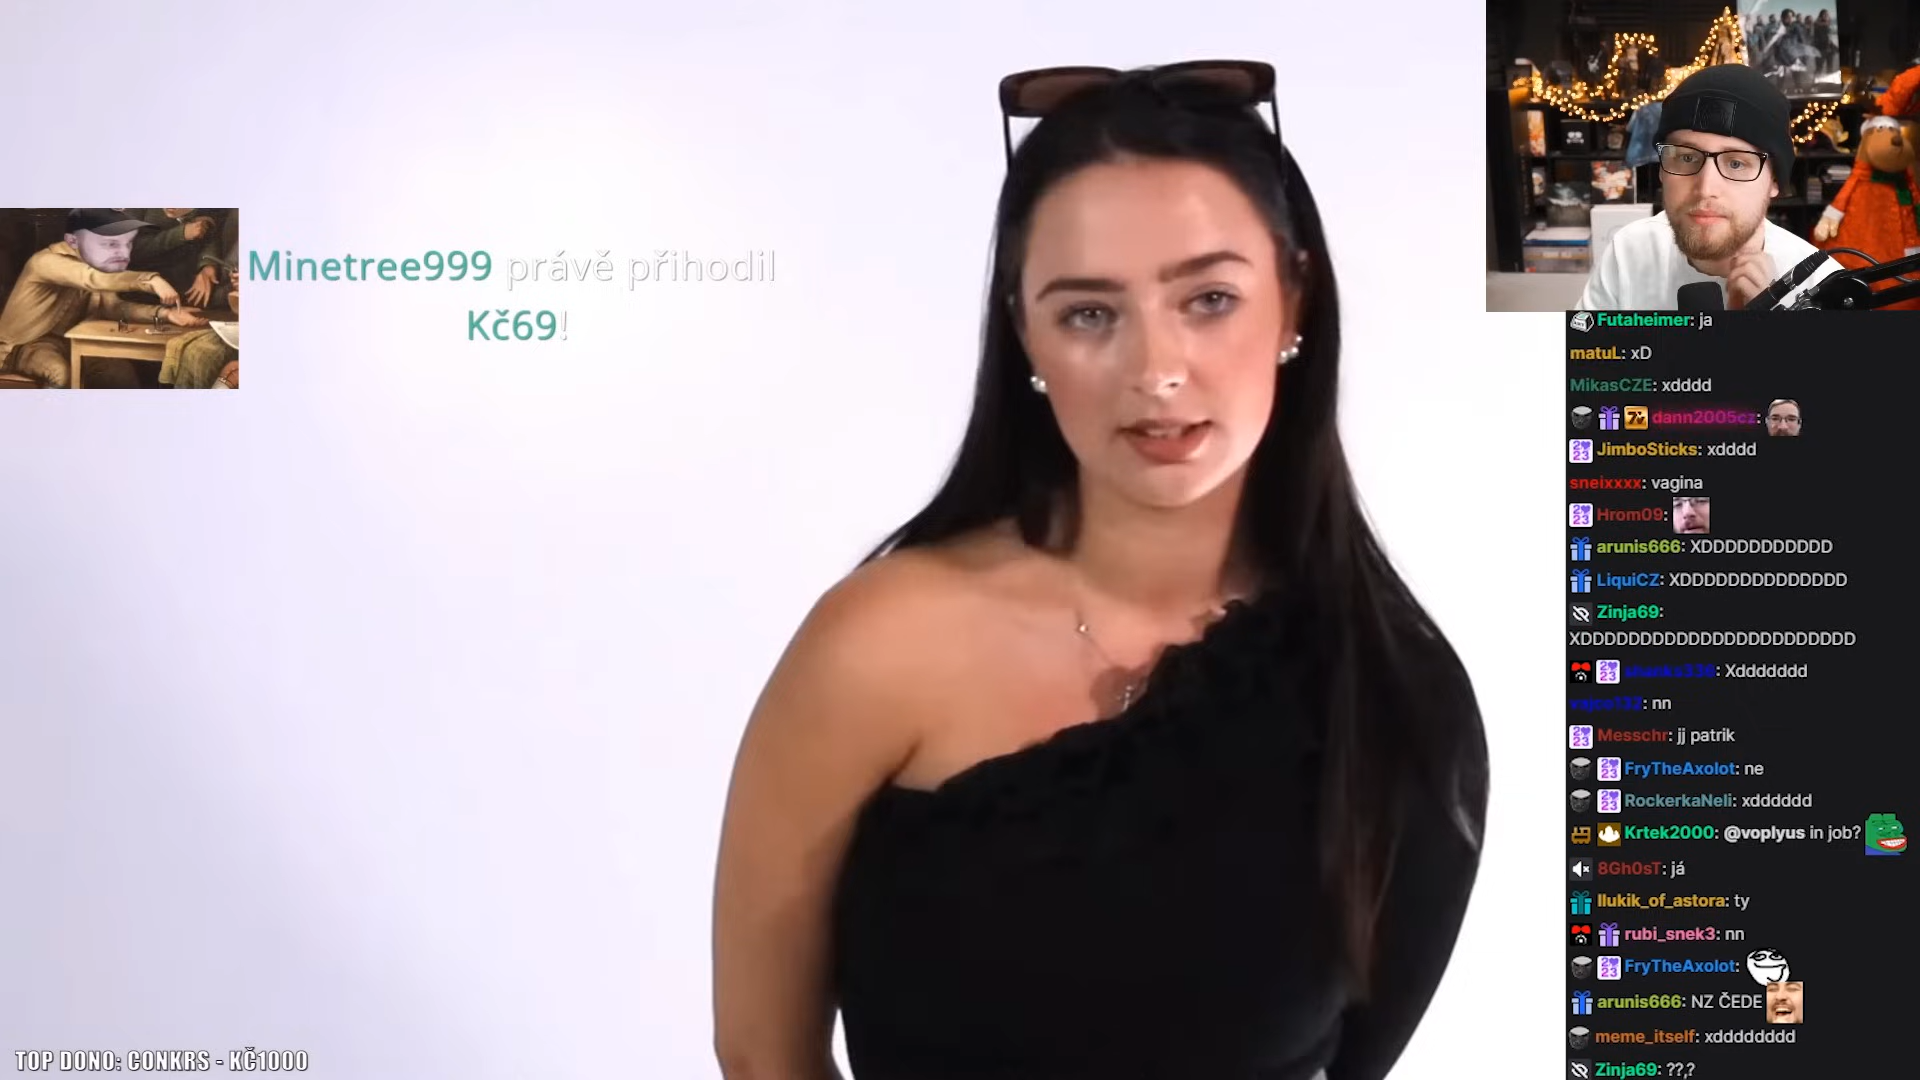 Minetree999 právě přihodil
Kč69!
Futaheimer: ja
matuL: xD
MikasCZE: xdddd
dann2005cz:
JimboSticks: xdddd
sneixxxx: vagina
Hrom09:
arunis666: XDDDDDDDDDDDD
LiquiCZ: XDDDDDDDDDDDDDDD
Zinja69:
XDDDDDDDDDDDDDDDDDDDDDDD
: Xddddddd
: nn
Messchr: jj patrik
FryTheAxolot: ne
RockerkaNeli: xdddddd
Krtek2000: @voplyus in job?
8Gh0sT: já
llukik_of_astora: ty
rubi_snek3: nn
FryTheAxolot:
arunis666: NZ ČEDE
meme_itself: xddddddddd
Zinja69: ??,?
TOP DONO: CONKRS - KČ1000